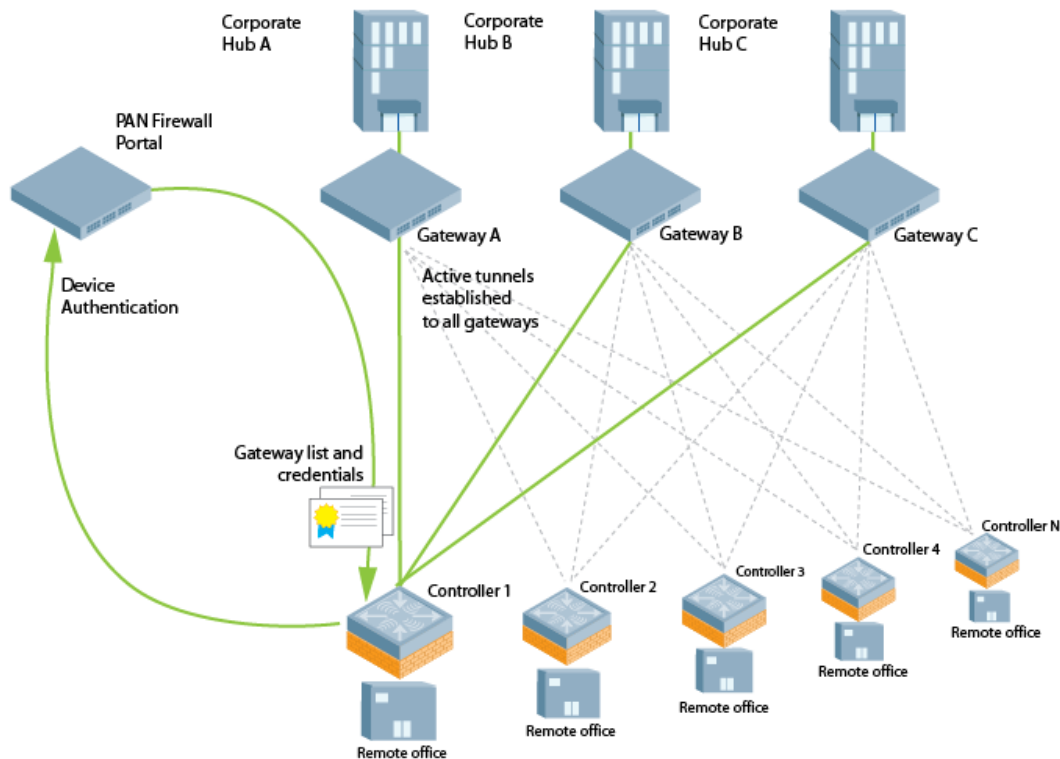 Corporate
Hub A
Corporate
Hub B
Corporate
Hub C
PAN Firewall
Portal
Gateway A
Gateway B
Gateway C
Device
Authentication
Active tunnels
established
to all gateways
Gateway list and
credentials
Controller 1
Controller 2
Controller 3
Controller 4
Controller N
Remote office
Remote office
Remote office
Remote office
Remote office